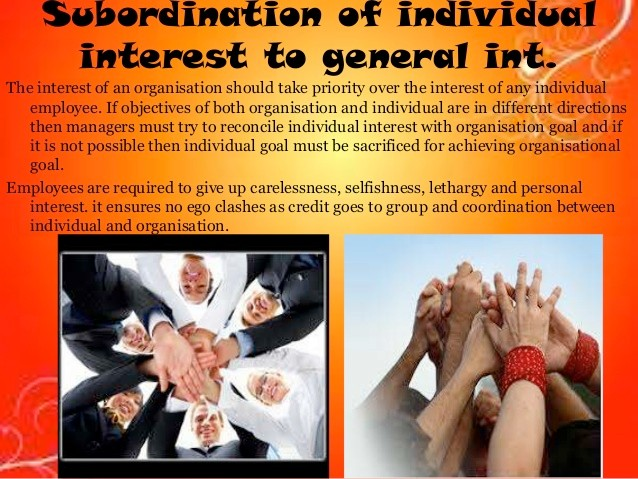 Subordination of individual
interest to general int.
The interest of an organisation should take priority over the interest of any individual
employee. If objectives of both organisation and individual are in different directions
then managers must try to reconcile individual interest with organisation goal and if
it is not possible then individual goal must be sacrificed for achieving organisational
goal.
Employees are required to give up carelessness, selfishness, lethargy and personal
interest. it ensures no ego clashes as credit goes to group and coordination between
individual and organisation.